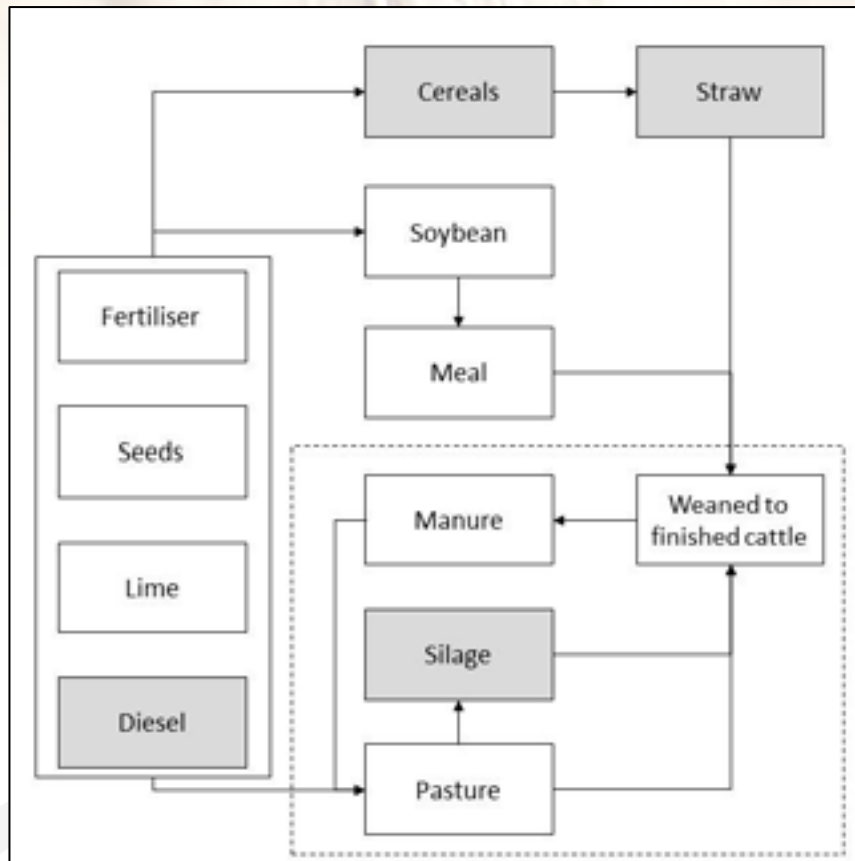 Cereals
Straw
Soybean
Fertiliser
Meal
Seeds
Manure
Weaned to
finished cattle
Lime
Silage
Diesel
Pasture